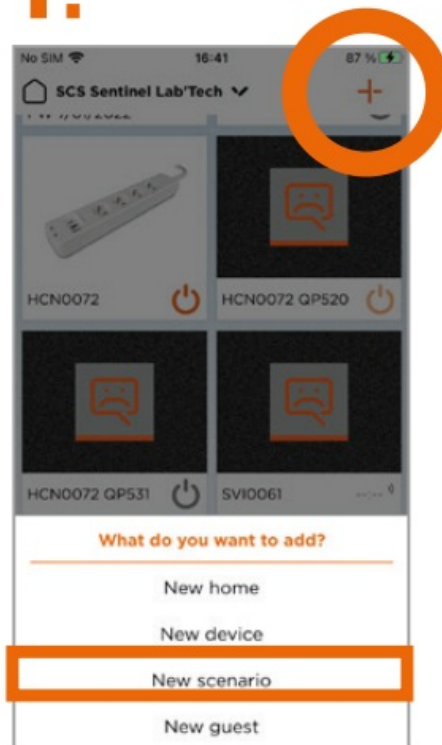 No SIM 16:41 87 %
SCS Sentinel Lab'Tech
HCN0072
HCN0072 QP520
HCN0072 QP531
SVI0061
What do you want to add?
New home
New device
New scenario
New guest